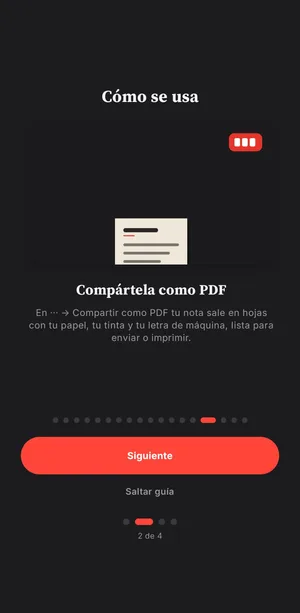 Cómo se usa
Compártela como PDF
En ··· → Compartir como PDF tu nota sale en hojas
con tu papel, tu tinta y tu letra de máquina, lista para
enviar o imprimir.
Siguiente
Saltar guía
2 de 4